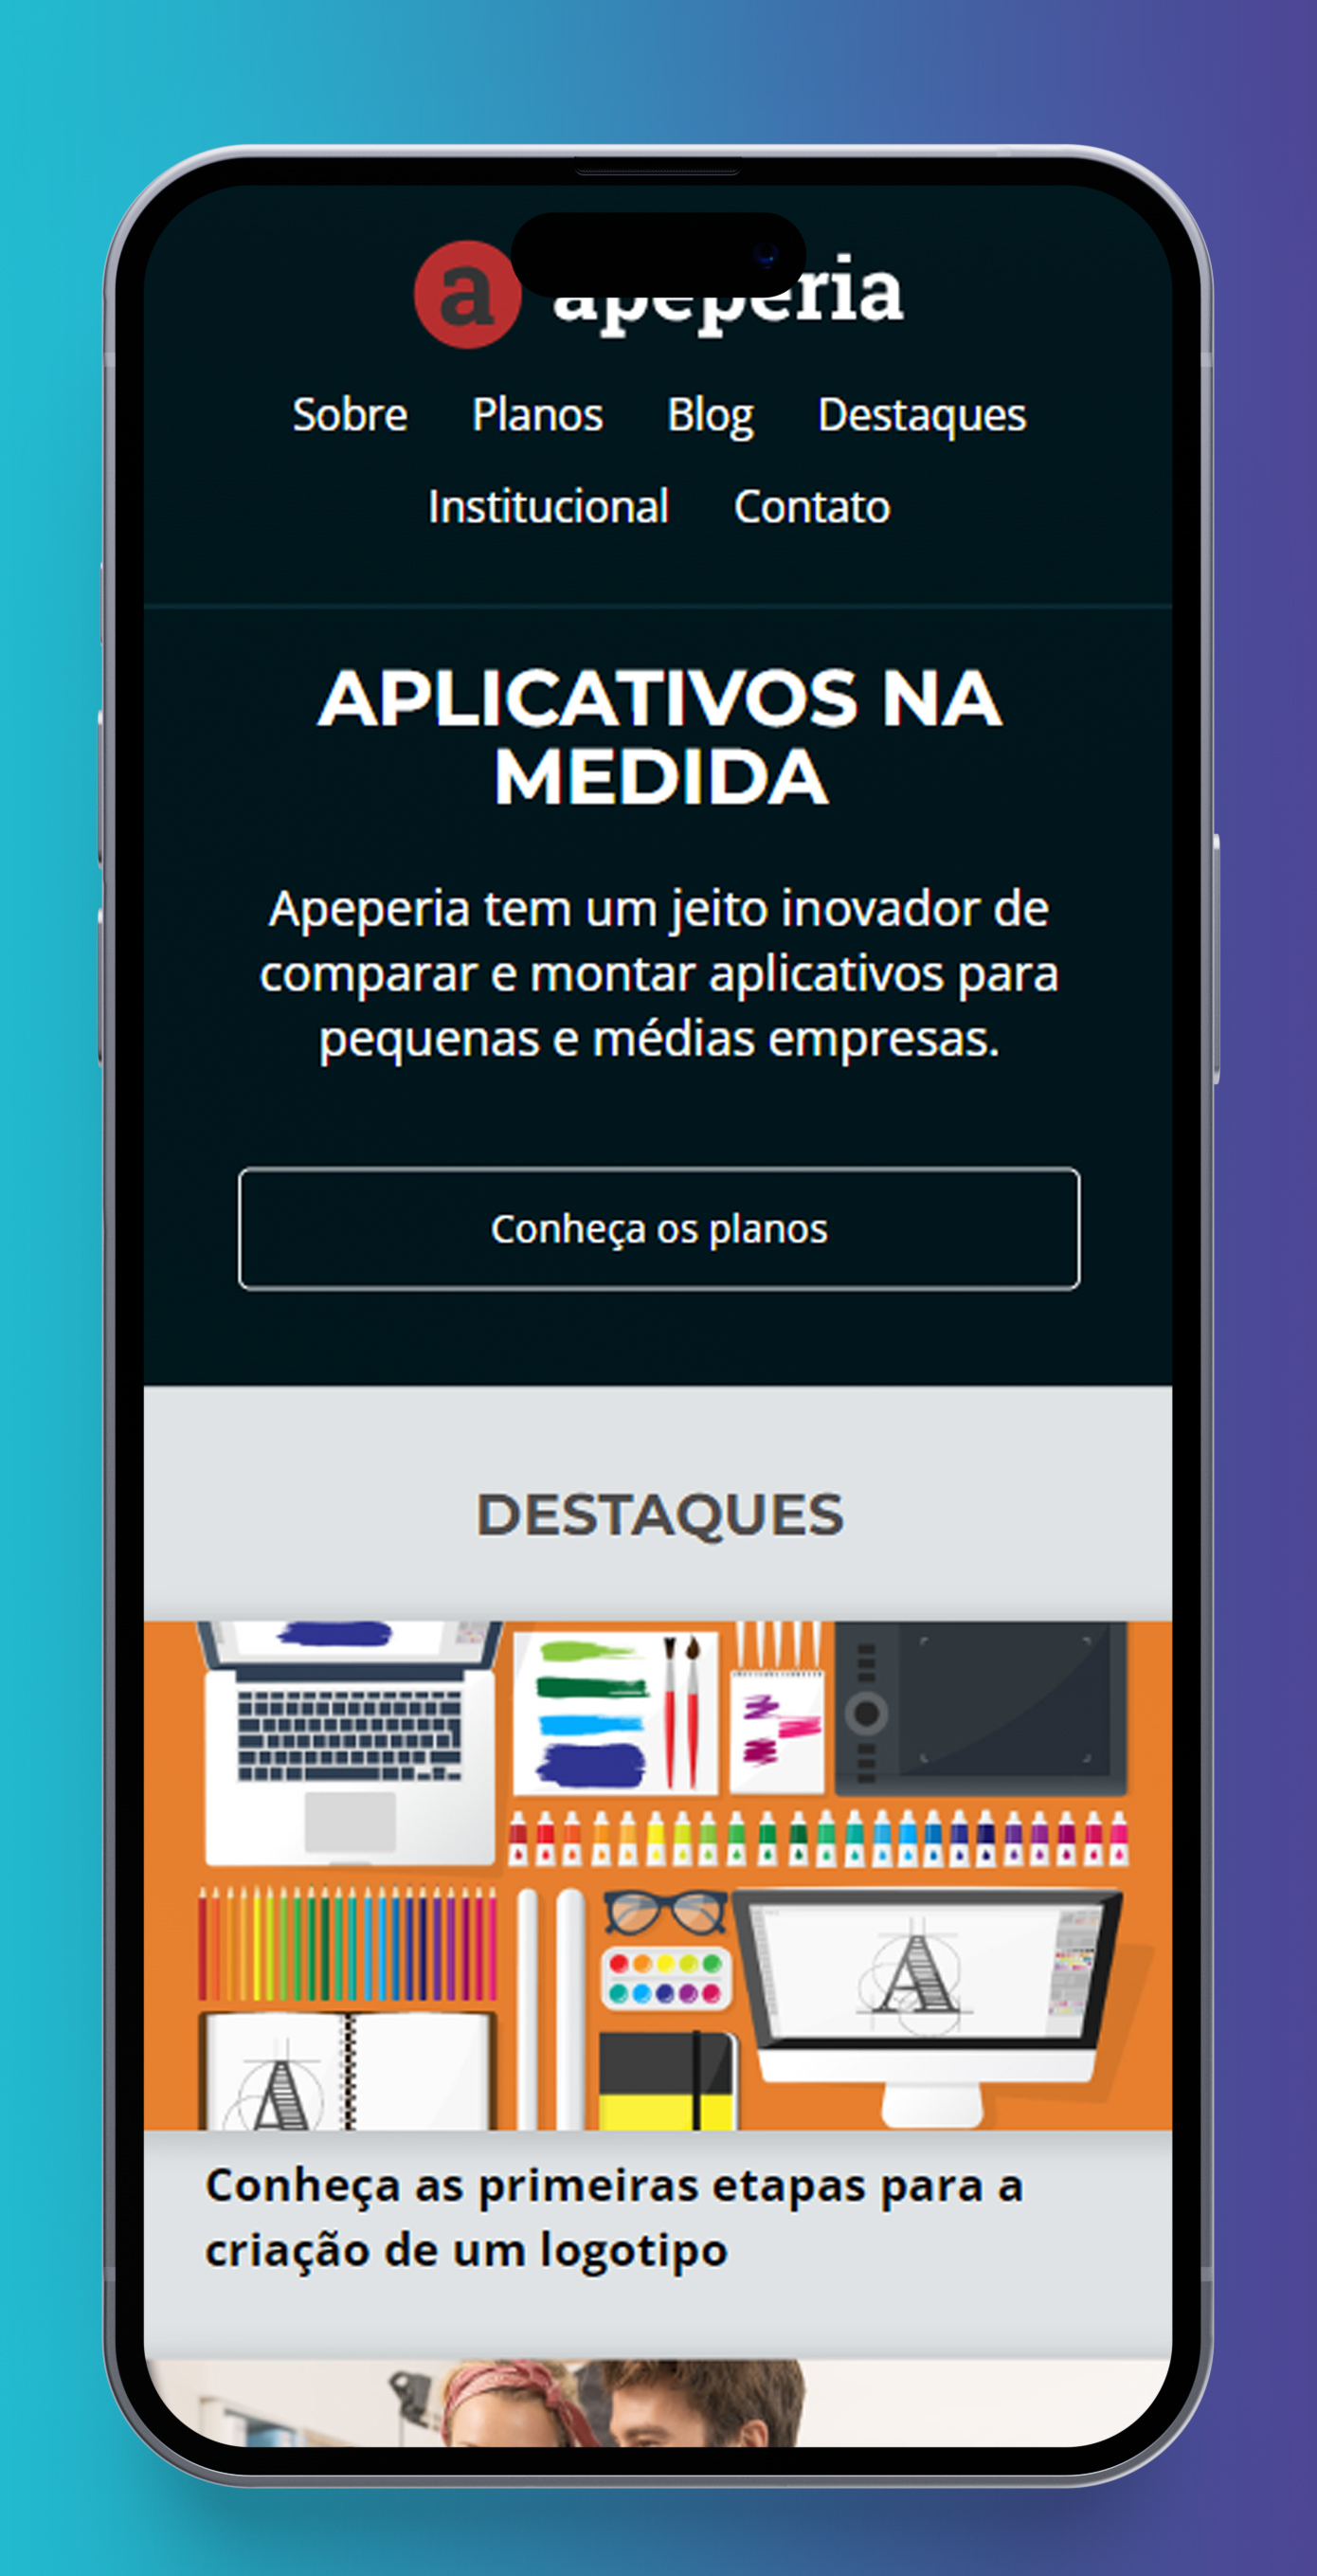 a apeperia
Sobre Planos Blog Destaques
Institucional Contato
APLICATIVOS NA
MEDIDA
Apeperia tem um jeito inovador de
comparar e montar aplicativos para
pequenas e médias empresas.
Conheça os planos
DESTAQUES
A
A
Conheça as primeiras etapas para a
criação de um logotipo